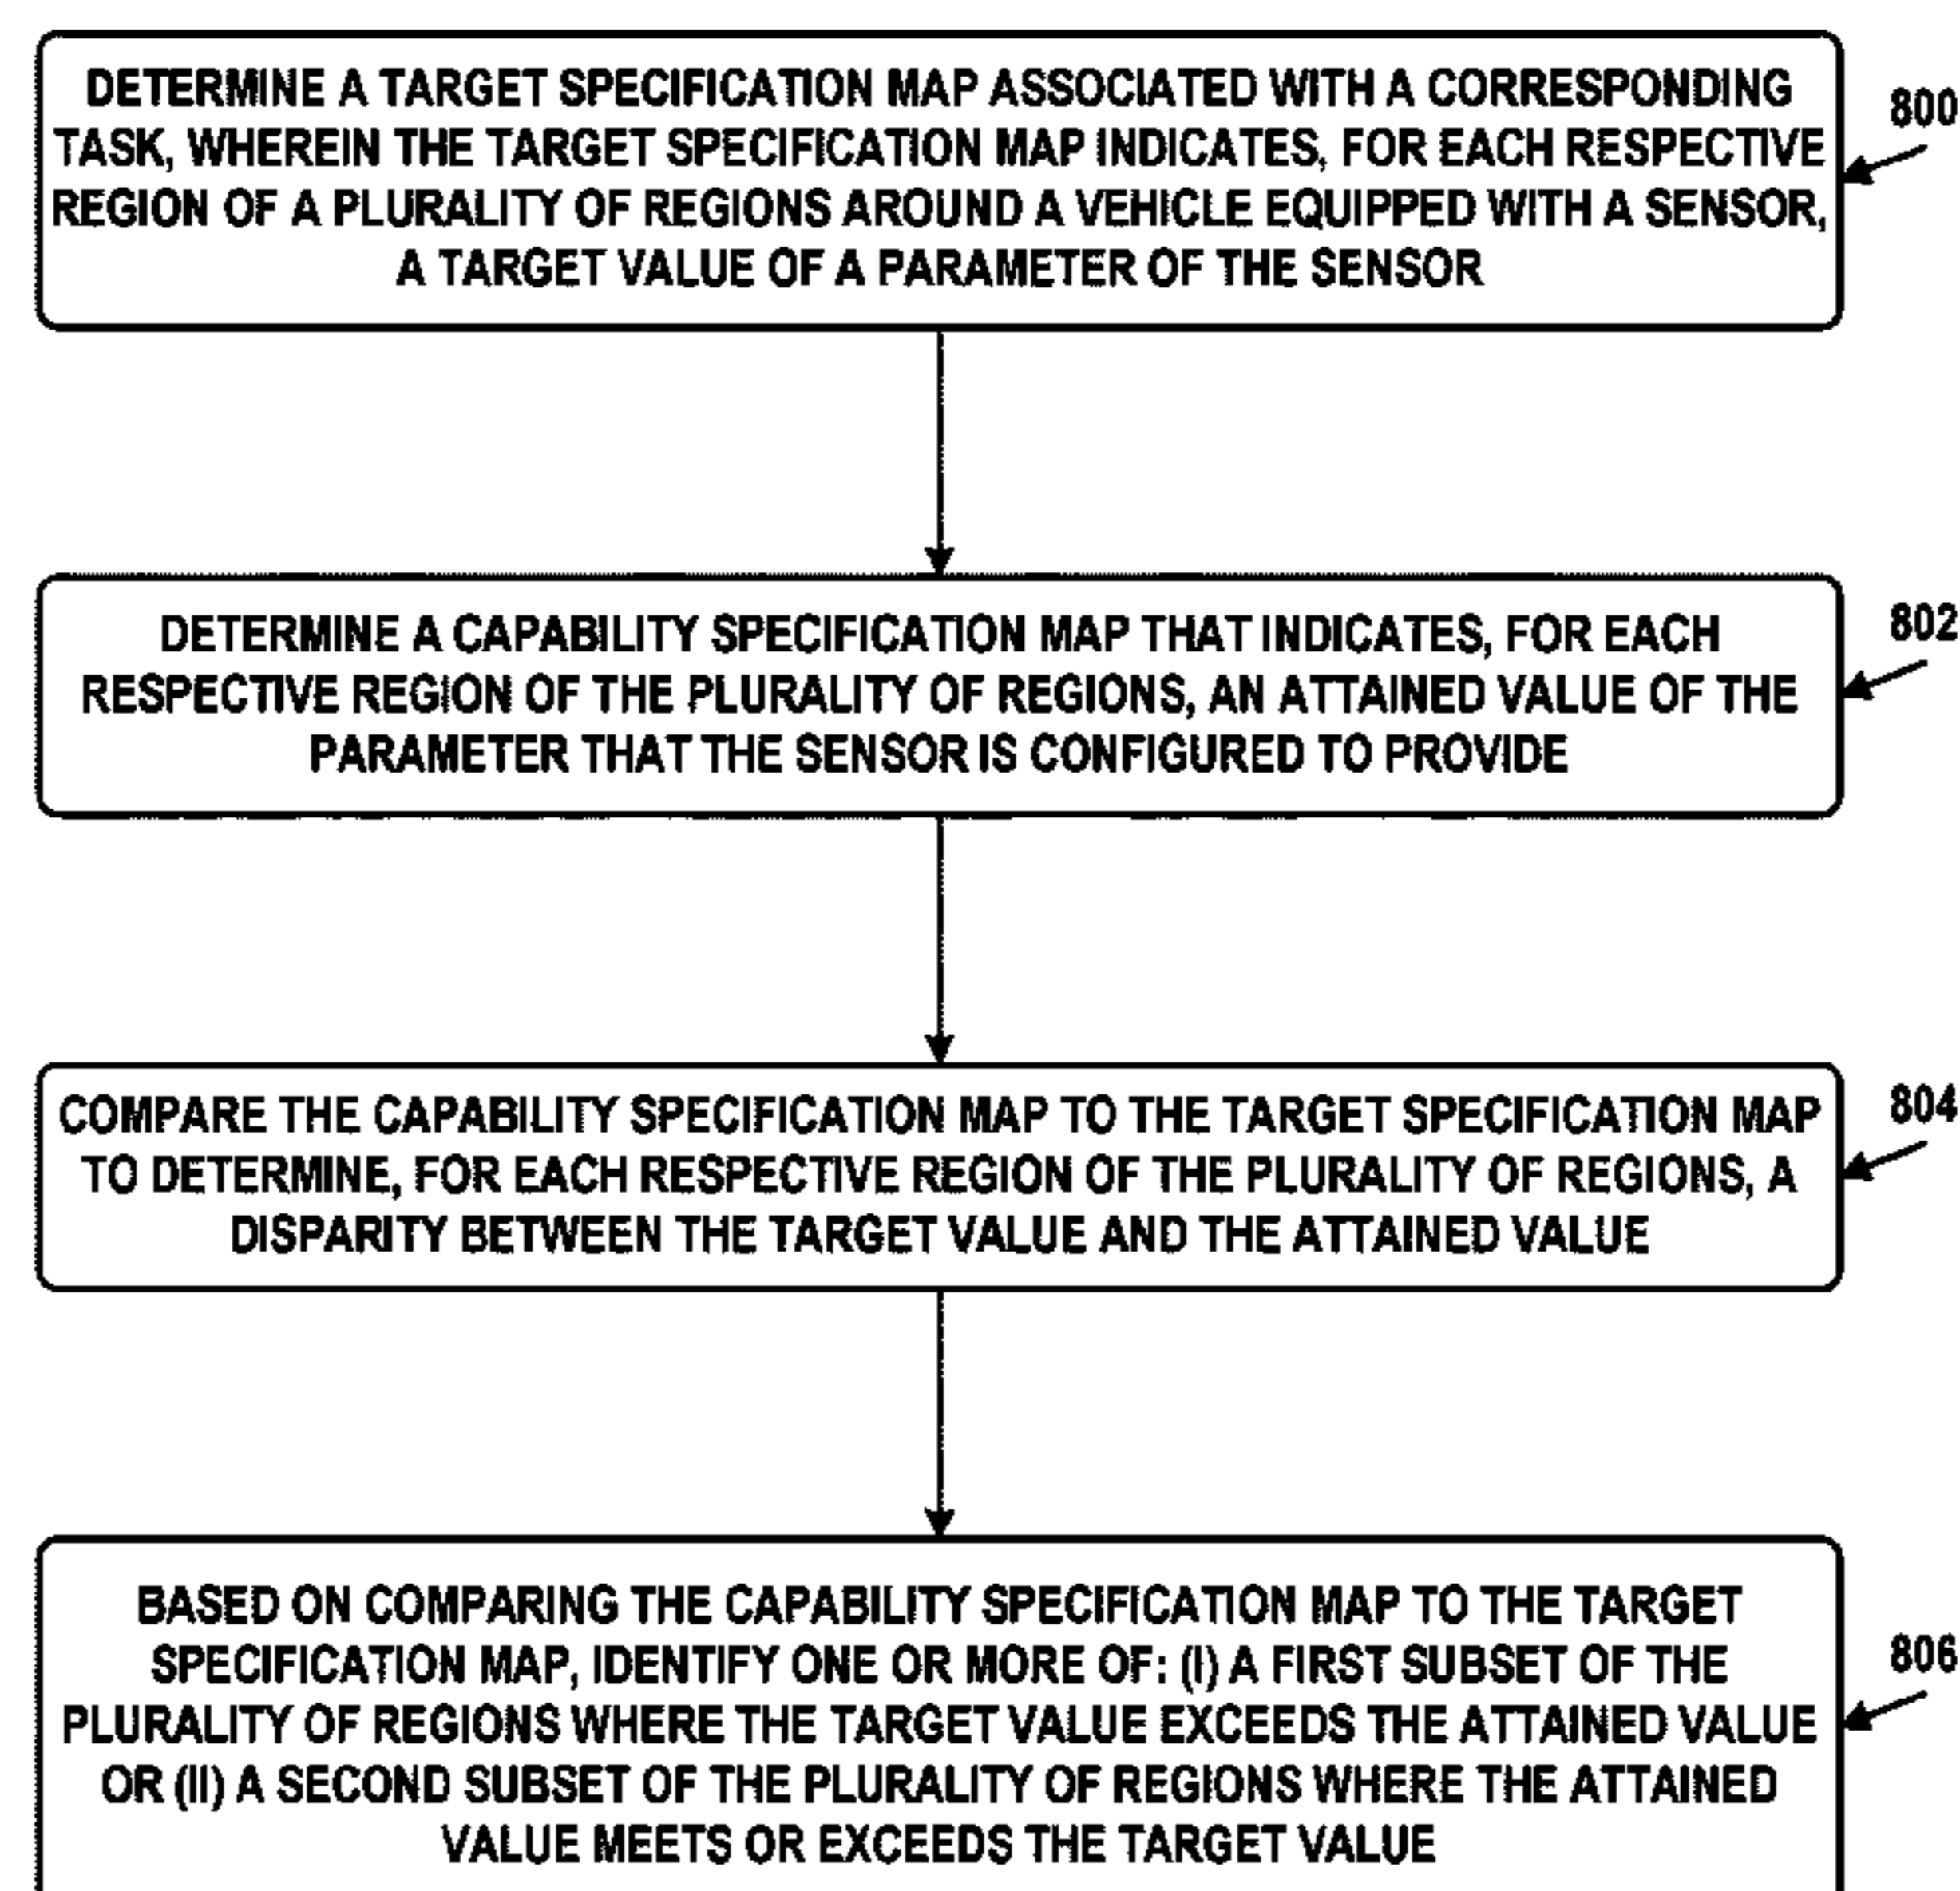 DETERMINE A TARGET SPECIFICATION MAP ASSOCIATED WITH A CORRESPONDING
TASK, WHEREIN THE TARGET SPECIFICATION MAP INDICATES, FOR EACH RESPECTIVE
REGION OF A PLURALITY OF REGIONS AROUND A VEHICLE EQUIPPED WITH A SENSOR,
A TARGET VALUE OF A PARAMETER OF THE SENSOR
800
DETERMINE A CAPABILITY SPECIFICATION MAP THAT INDICATES, FOR EACH
RESPECTIVE REGION OF THE PLURALITY OF REGIONS, AN ATTAINED VALUE OF THE
PARAMETER THAT THE SENSOR IS CONFIGURED TO PROVIDE
802
COMPARE THE CAPABILITY SPECIFICATION MAP TO THE TARGET SPECIFICATION MAP
TO DETERMINE, FOR EACH RESPECTIVE REGION OF THE PLURALITY OF REGIONS, A
DISPARITY BETWEEN THE TARGET VALUE AND THE ATTAINED VALUE
804
BASED ON COMPARING THE CAPABILITY SPECIFICATION MAP TO THE TARGET
SPECIFICATION MAP, IDENTIFY ONE OR MORE OF: (I) A FIRST SUBSET OF THE
PLURALITY OF REGIONS WHERE THE TARGET VALUE EXCEEDS THE ATTAINED VALUE
OR (II) A SECOND SUBSET OF THE PLURALITY OF REGIONS WHERE THE ATTAINED
VALUE MEETS OR EXCEEDS THE TARGET VALUE
806